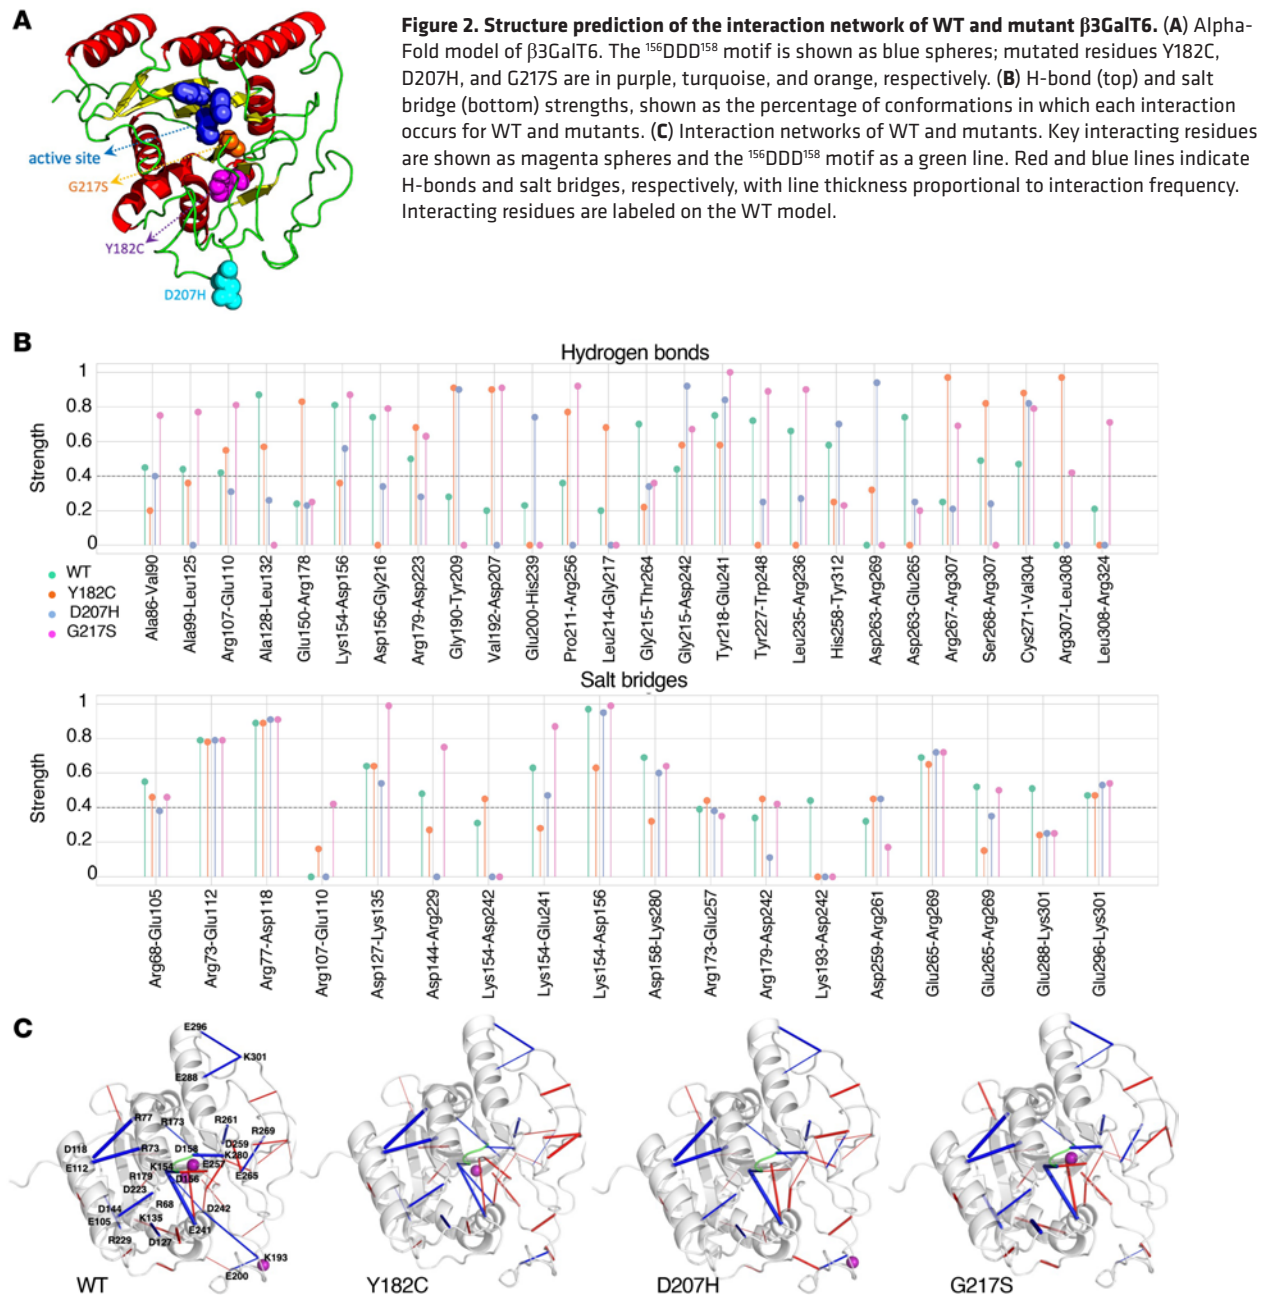 A
Figure 2. Structure prediction of the interaction network of WT and mutant β3GalT6. (A) Alpha-
Fold model of β3GalT6. The ¹⁵⁶DDD¹⁵⁸ motif is shown as blue spheres; mutated residues Y182C,
D207H, and G217S are in purple, turquoise, and orange, respectively. (B) H-bond (top) and salt
bridge (bottom) strengths, shown as the percentage of conformations in which each interaction
occurs for WT and mutants. (C) Interaction networks of WT and mutants. Key interacting residues
are shown as magenta spheres and the ¹⁵⁶DDD¹⁵⁸ motif as a green line. Red and blue lines indicate
H-bonds and salt bridges, respectively, with line thickness proportional to interaction frequency.
Interacting residues are labeled on the WT model.
active site
G217S
Y182C
D207H
B
Hydrogen bonds
Strength
1
0.8
0.6
0.4
0.2
0
WT
Y182C
D207H
G217S
Ala86-Val90
Ala99-Leu125
Arg107-Glu110
Ala128-Leu132
Glu150-Arg178
Lys154-Asp156
Asp156-Gly216
Arg179-Asp223
Gly190-Tyr209
Val192-Asp207
Glu200-His239
Pro211-Arg256
Leu214-Gly217
Gly215-Thr264
Gly215-Asp242
Tyr218-Glu241
Tyr227-Trp248
Leu235-Arg236
His258-Tyr312
Asp263-Arg269
Asp263-Glu265
Arg267-Arg307
Ser268-Arg307
Cys271-Val304
Arg307-Leu308
Leu308-Arg324
Salt bridges
Strength
1
0.8
0.6
0.4
0.2
0
Arg68-Glu105
Arg73-Glu112
Arg77-Asp118
Arg107-Glu110
Asp127-Lys135
Asp144-Arg229
Lys154-Asp242
Lys154-Glu241
Lys154-Asp156
Asp158-Lys280
Arg173-Glu257
Arg179-Asp242
Lys193-Asp242
Asp259-Arg261
Glu265-Arg269
Glu265-Arg269
Glu288-Lys301
Glu296-Lys301
C
E296
K301
E288
R77
R173
R261
R269
D118
R73
D158
D259
K280
E112
K154
E257
R179
D156
E265
D223
D144
R68
D242
E105
K135
E241
R229
D127
K193
E200
WT
Y182C
D207H
G217S